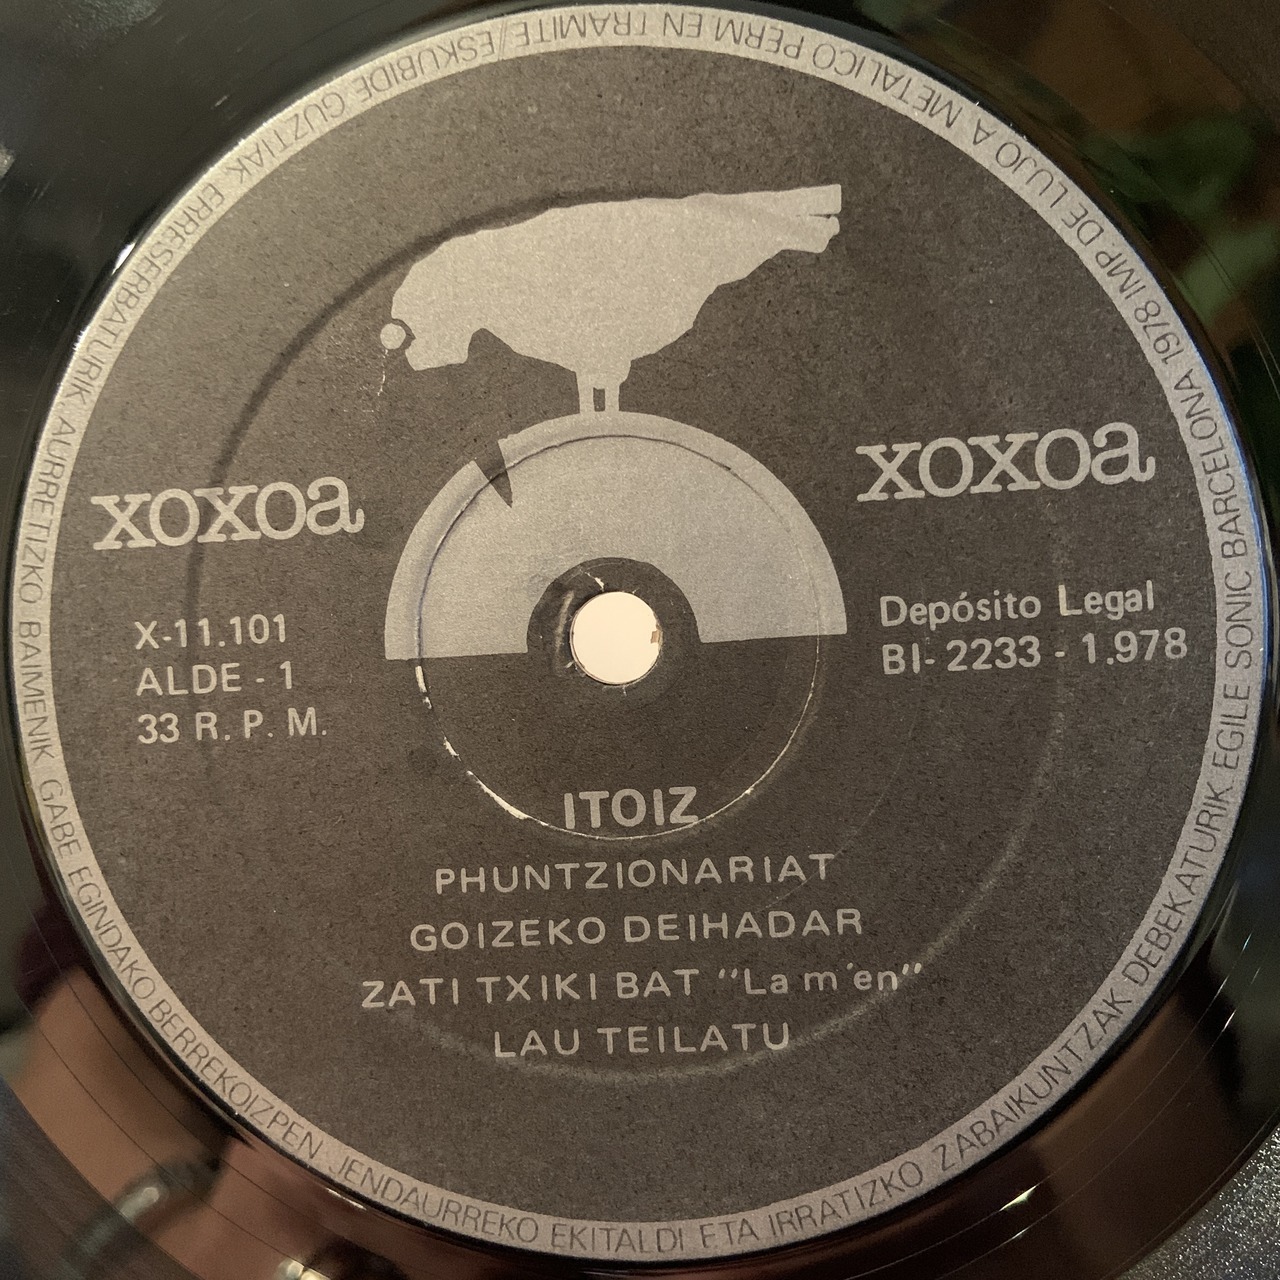 xoxoa
X-11.101
ALDE - 1
33 R. P. M.
xoxoa
Depósito Legal
BI- 2233 - 1.978
ITOIZ
PHUNTZIONARIAT
GOIZEKO DEIHADAR
ZATI TXIKI BAT "La m´en"
LAU TEILATU
ESKUBIDE GUZTIAK ERRESERBATURIK AURRETIZKO BAIMENIK GABE EGINDAKO BERREKOIZPEN JENDAURREKO EKITALDI ETA IRRATIZKO ZABAIKUNTZAK DEBEKATURIK EGILE SONIC BARCELONA 1978 IMP. DE LUJO A METALICO PERM EN TRAMITE/